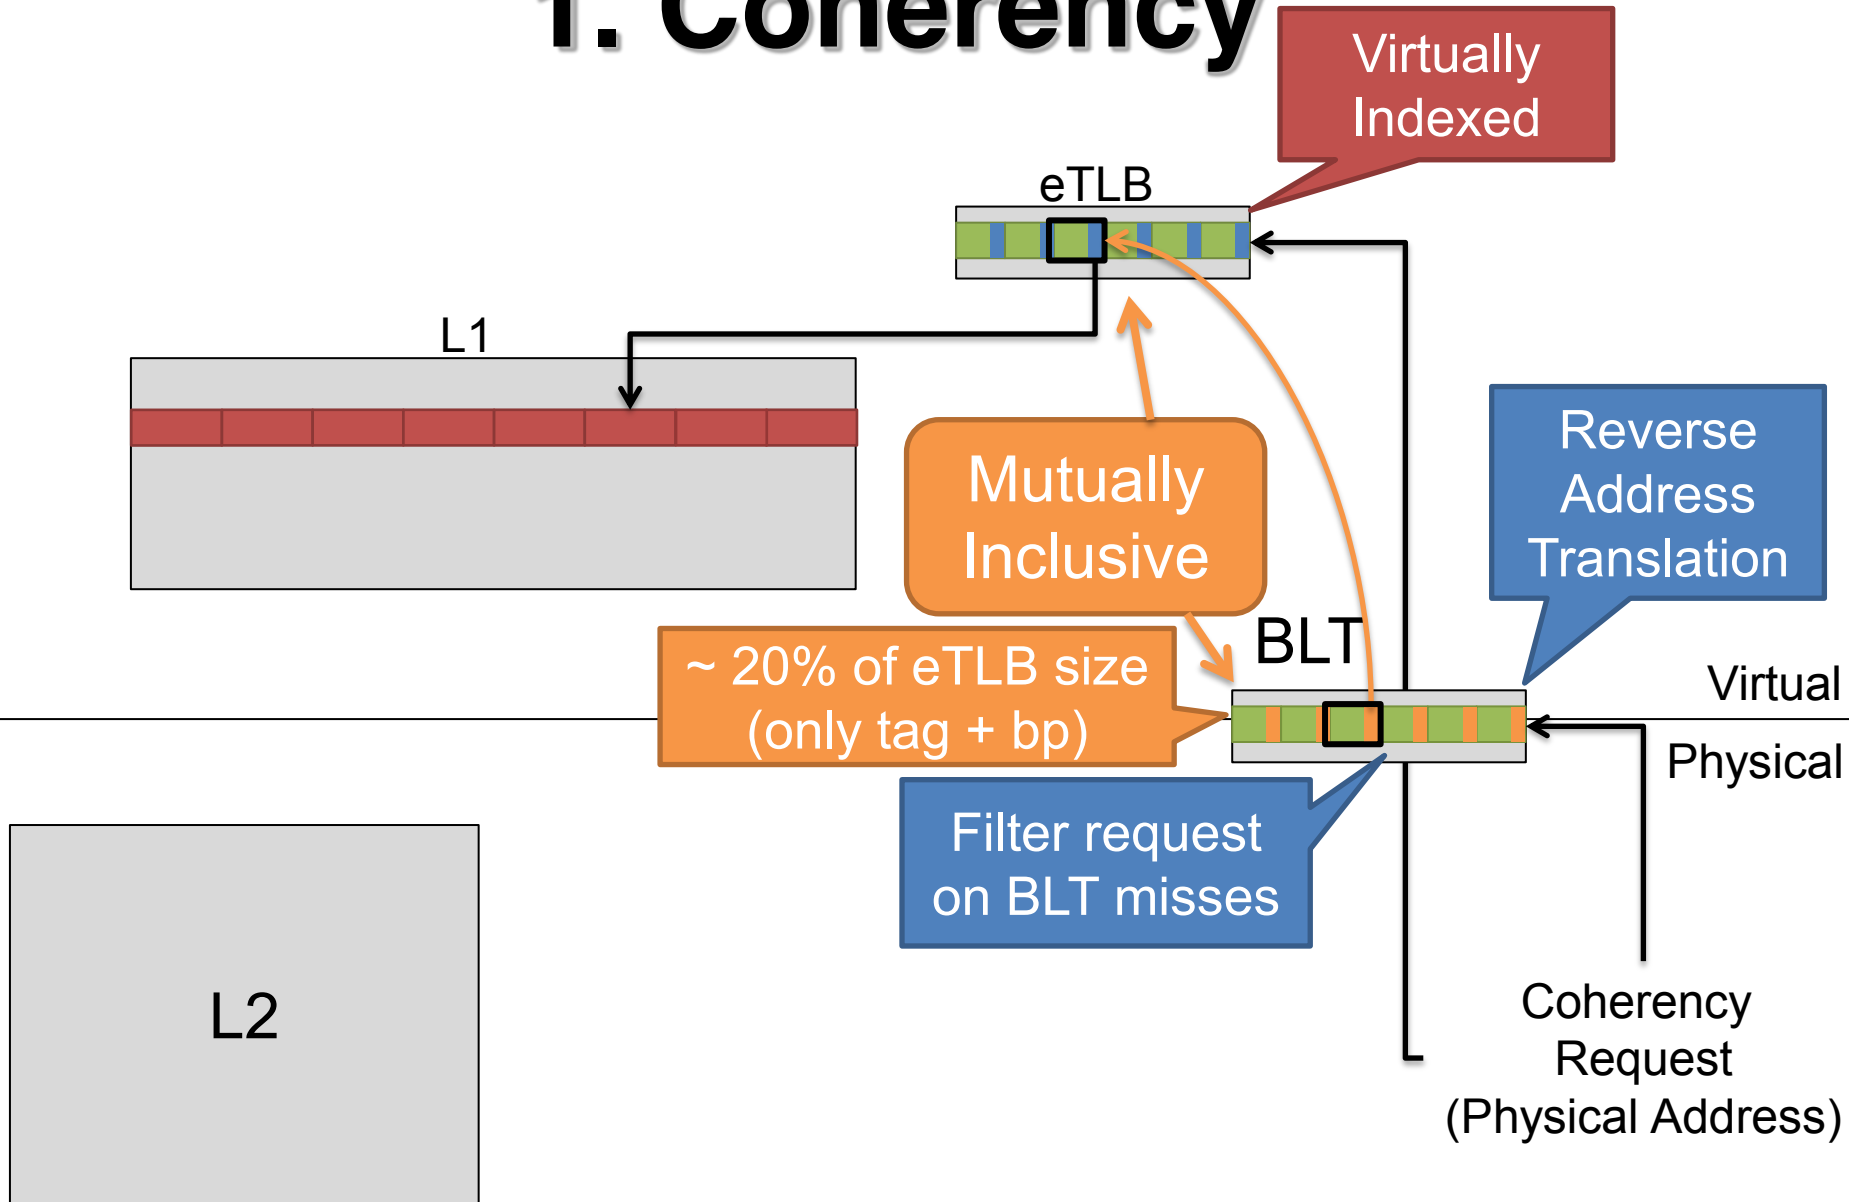 1. Coherency
Virtually
Indexed
eTLB
L1
Mutually
Inclusive
Reverse
Address
Translation
BLT
~ 20% of eTLB size
(only tag + bp)
Virtual
Physical
Filter request
on BLT misses
L2
Coherency
Request
(Physical Address)